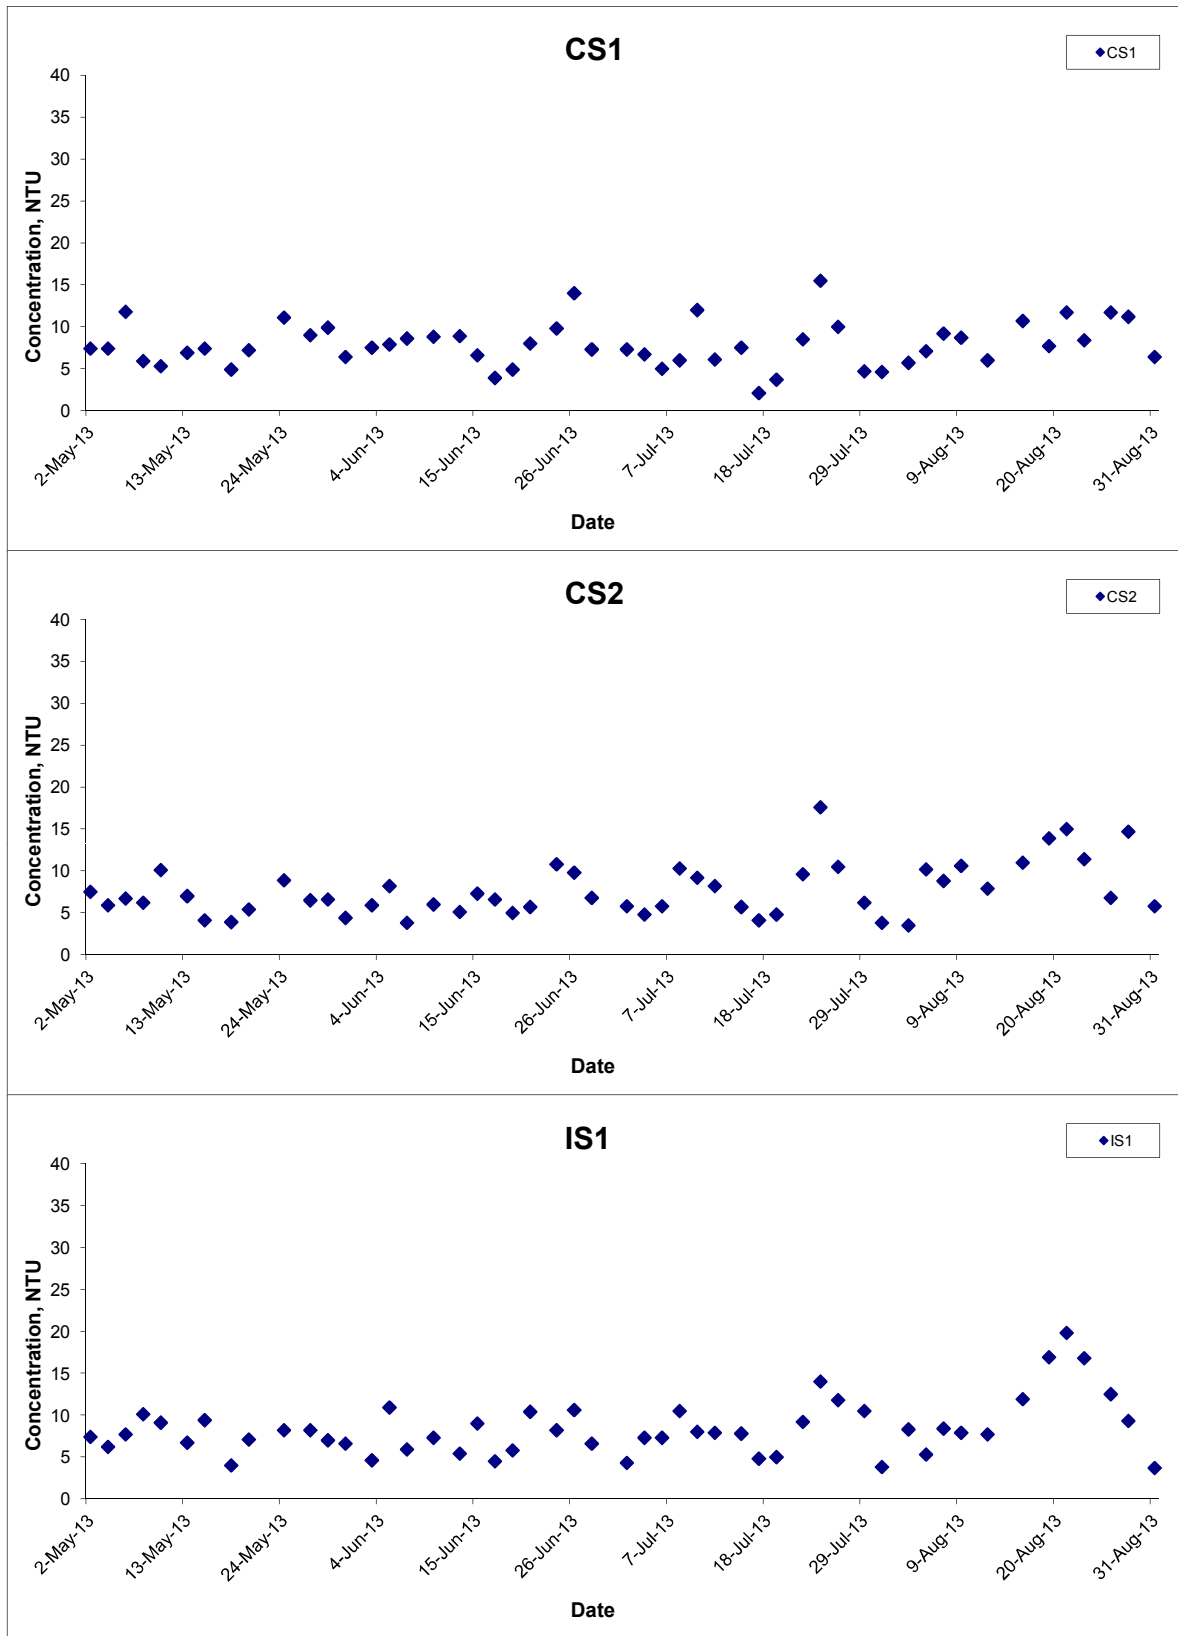 CS1
CS1
Concentration, NTU
40
35
30
25
20
15
10
5
0
2-May-13
13-May-13
24-May-13
4-Jun-13
15-Jun-13
26-Jun-13
7-Jul-13
18-Jul-13
29-Jul-13
9-Aug-13
20-Aug-13
31-Aug-13
Date
CS2
CS2
Concentration, NTU
40
35
30
25
20
15
10
5
0
2-May-13
13-May-13
24-May-13
4-Jun-13
15-Jun-13
26-Jun-13
7-Jul-13
18-Jul-13
29-Jul-13
9-Aug-13
20-Aug-13
31-Aug-13
Date
IS1
IS1
Concentration, NTU
40
35
30
25
20
15
10
5
0
2-May-13
13-May-13
24-May-13
4-Jun-13
15-Jun-13
26-Jun-13
7-Jul-13
18-Jul-13
29-Jul-13
9-Aug-13
20-Aug-13
31-Aug-13
Date